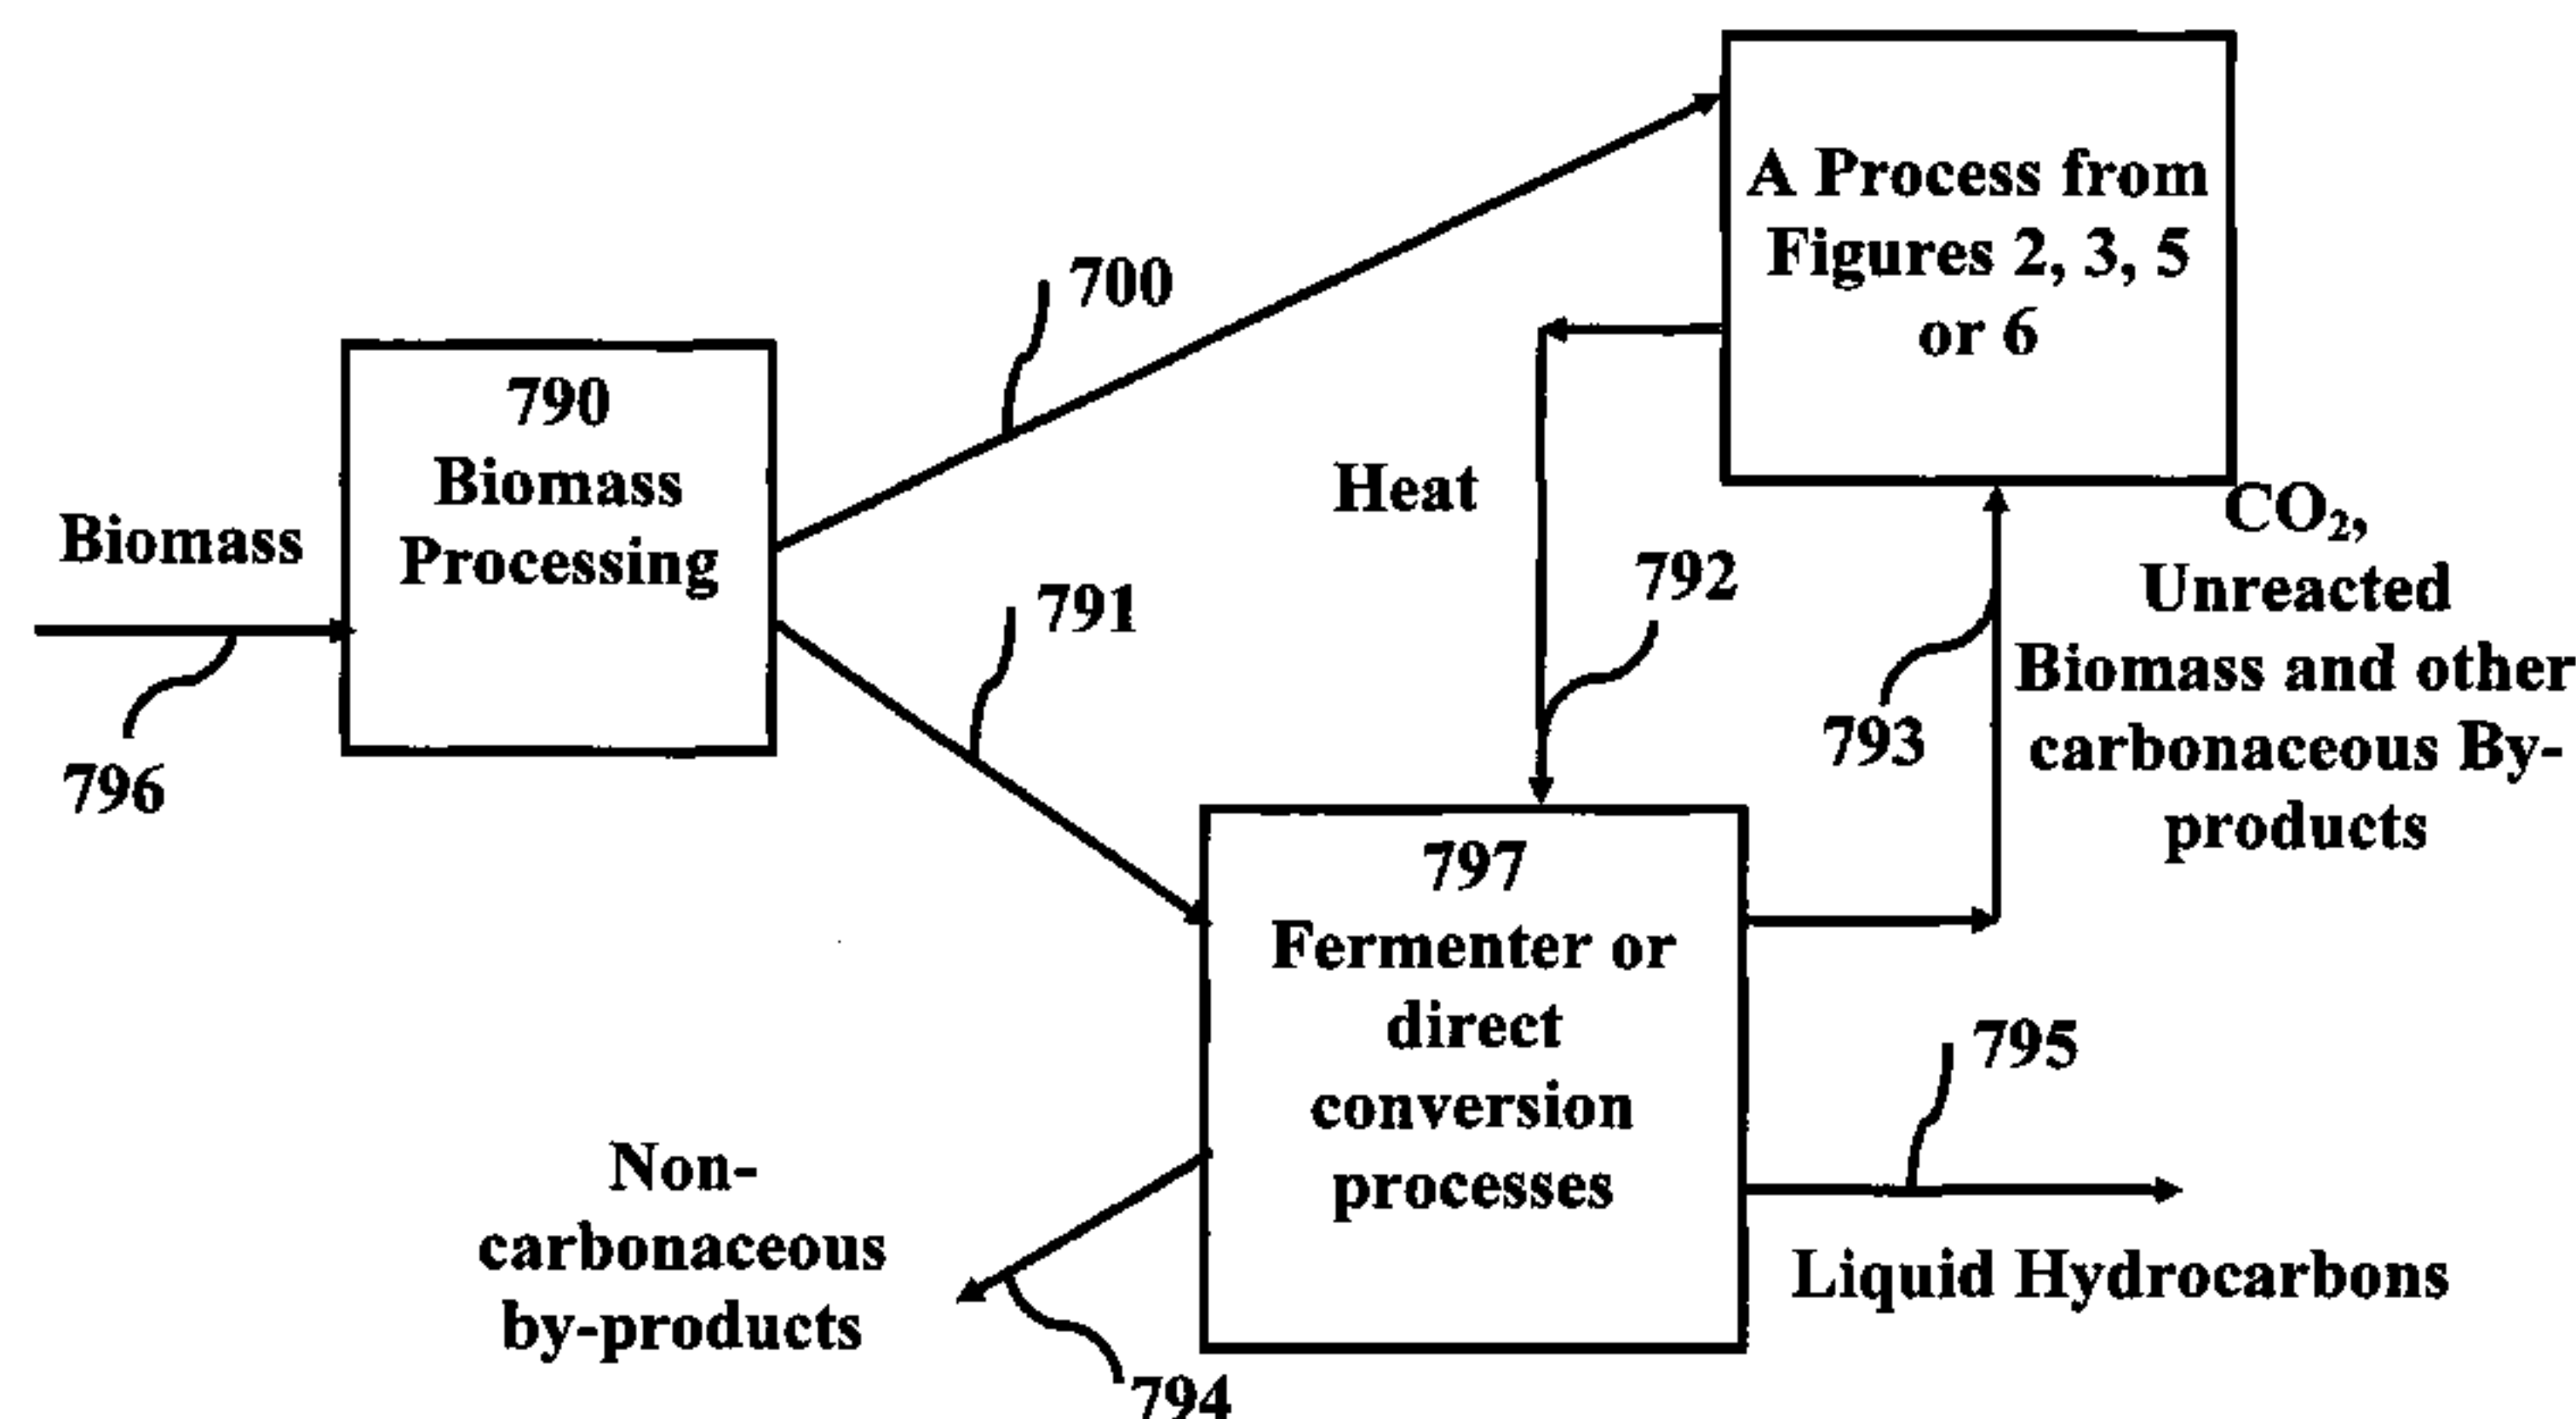 A Process from
Figures 2, 3, 5
or 6
700
790
Biomass
Processing
Biomass
796
791
Heat
792
793
CO₂,
Unreacted
Biomass and other
carbonaceous By-
products
797
Fermenter or
direct
conversion
processes
795
Liquid Hydrocarbons
Non-
carbonaceous
by-products
794